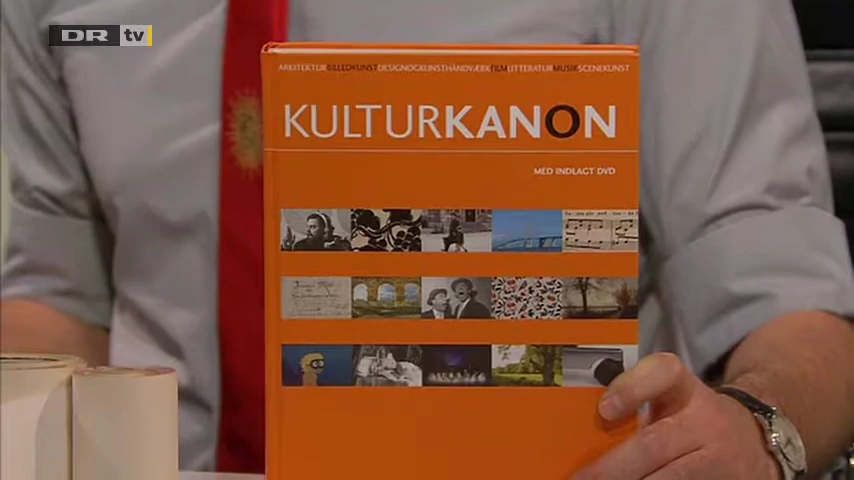 DR tv
ARKITEKTURBILLEDKUNSTDESIGNOGKUNSTHÅNDVÆRKFILMLITTERATURMUSIKSCENEKUNST
KULTURKANON
MED INDLAGT DVD